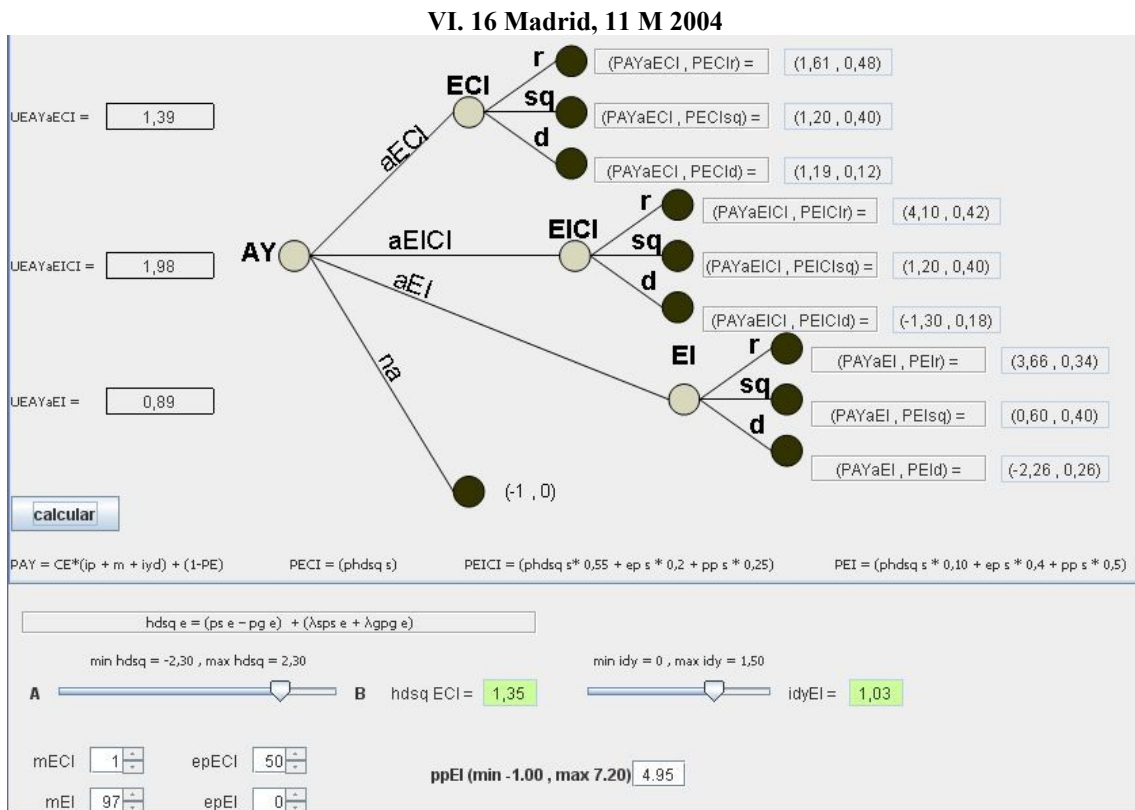 VI. 16 Madrid, 11 M 2004
r (PAYaECI , PECIr) = (1,61 , 0,48)
ECI
UEAYaECI = 1,39 sq (PAYaECI , PECIsq) = (1,20 , 0,40)
aECI
d (PAYaECI , PECId) = (1,19 , 0,12)
r (PAYaEICI , PEICIr) = (4,10 , 0,42)
aEICI EICI
UEAYaEICI = 1,98 AY sq (PAYaEICI , PEICIsq) = (1,20 , 0,40)
aEI
d (PAYaEICI , PEICId) = (-1,30 , 0,18)
na EI r (PAYaEI , PEIr) = (3,66 , 0,34)
UEAYaEI = 0,89 sq (PAYaEI , PEIsq) = (0,60 , 0,40)
d (PAYaEI , PEId) = (-2,26 , 0,26)
(-1 , 0)
calcular
PAY = CE*(ip + m + iyd) + (1-PE) PECI = (phdsq s) PEICI = (phdsq s* 0,55 + ep s * 0,2 + pp s * 0,25) PEI = (phdsq s * 0,10 + ep s * 0,4 + pp s * 0,5)
hdsq e = (ps e – pg e) + (λsps e + λgpg e)
min hdsq = -2,30 , max hdsq = 2,30 min idy = 0 , max idy = 1,50
A B hdsq ECI = 1,35 idyEI = 1,03
mECI 1 epECI 50
ppEI (min -1.00 , max 7.20) 4.95
mEI 97 epEI 0